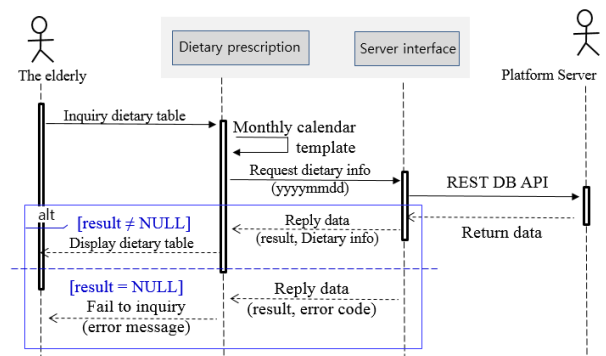 Dietary prescription
Server interface
The elderly
Platform Server
Inquiry dietary table
Monthly calendar
template
Request dietary info
(yyyymmdd)
REST DB API
alt
[result ≠ NULL]
Reply data
(result, Dietary info)
Return data
Display dietary table
[result = NULL]
Fail to inquiry
(error message)
Reply data
(result, error code)